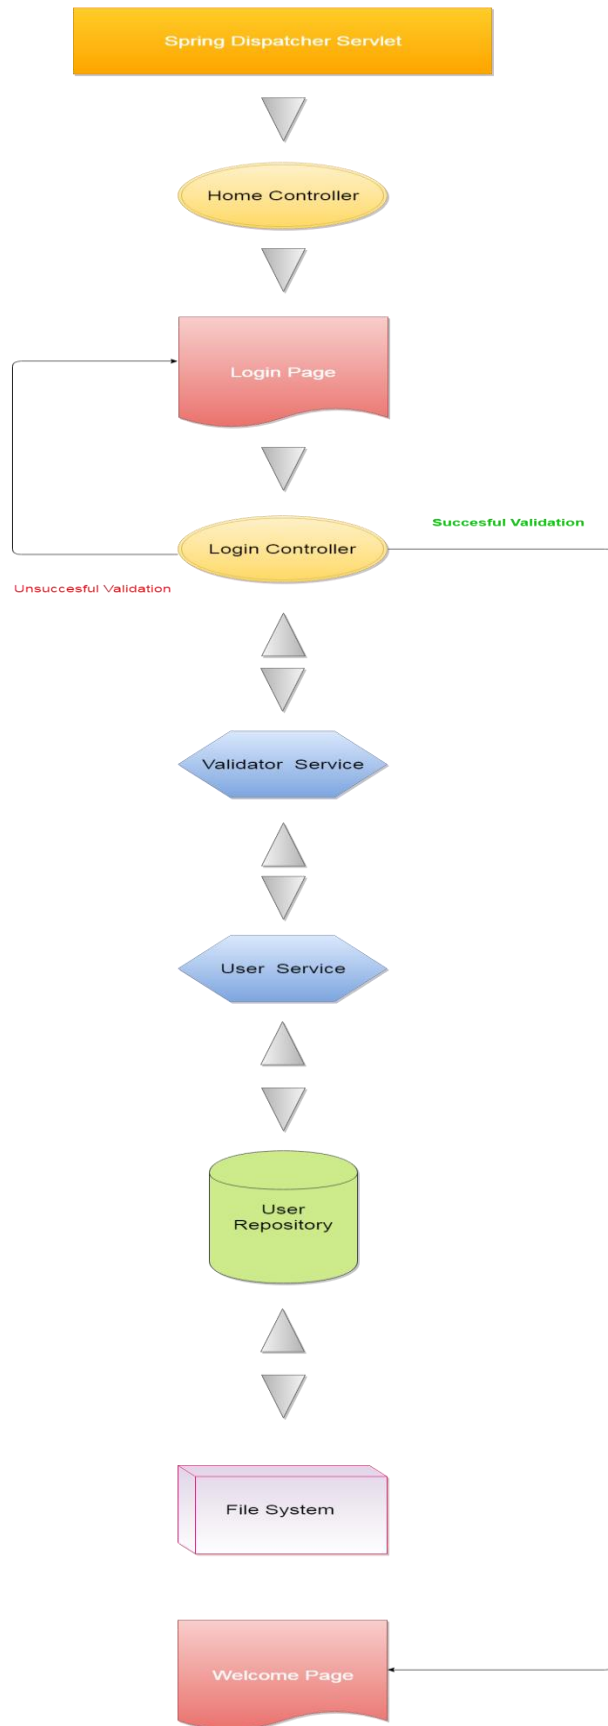 Spring Dispatcher Servlet
Home Controller
Login Page
Succesful Validation
Login Controller
Unsuccesful Validation
Validator Service
User Service
User
Repository
File System
Welcome Page